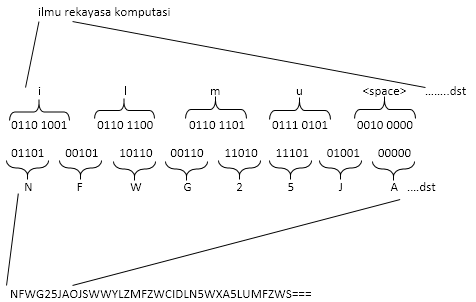 ilmu rekayasa komputasi
i l m u <space> ........dst
0110 1001 0110 1100 0110 1101 0111 0101 0010 0000
01101 00101 10110 00110 11010 11101 01001 00000
N F W G 2 5 J A ....dst
NFWG25JAOJSWWYLZMFZWCIDLN5WXA5LUMFZWS===